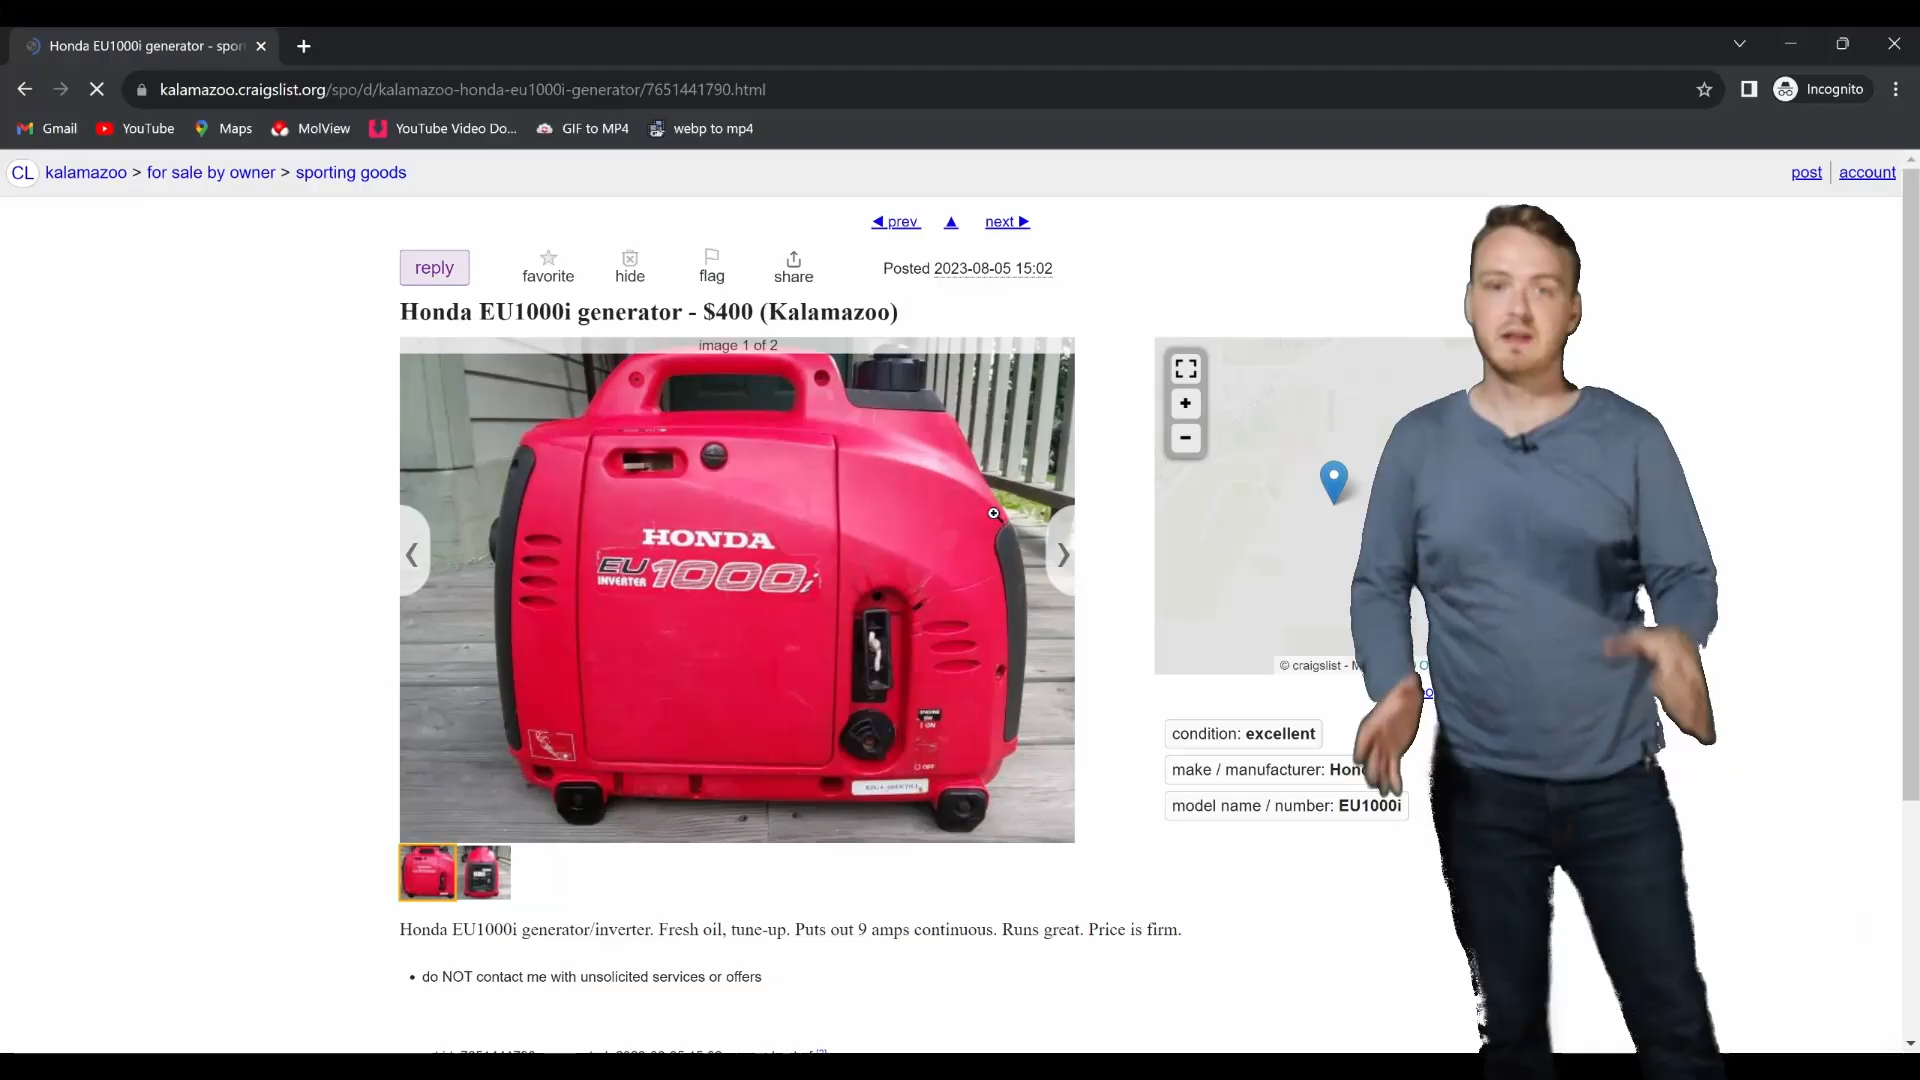 Honda EU1000i generator - spor
kalamazoo.craigslist.org/spo/d/kalamazoo-honda-eu1000i-generator/7651441790.html
Incognito
Gmail
YouTube
Maps
MolView
YouTube Video Do...
GIF to MP4
webp to mp4
CL kalamazoo > for sale by owner > sporting goods
post
account
prev
next
reply
favorite
hide
flag
share
Posted 2023-08-05 15:02
Honda EU1000i generator - $400 (Kalamazoo)
image 1 of 2
HONDA
EU 1000i
INVERTER
ENGINE
ON
OFF
© craigslist -
condition: excellent
make / manufacturer:
model name / number: EU1000i
Honda EU1000i generator/inverter. Fresh oil, tune-up. Puts out 9 amps continuous. Runs great. Price is firm.
• do NOT contact me with unsolicited services or offers